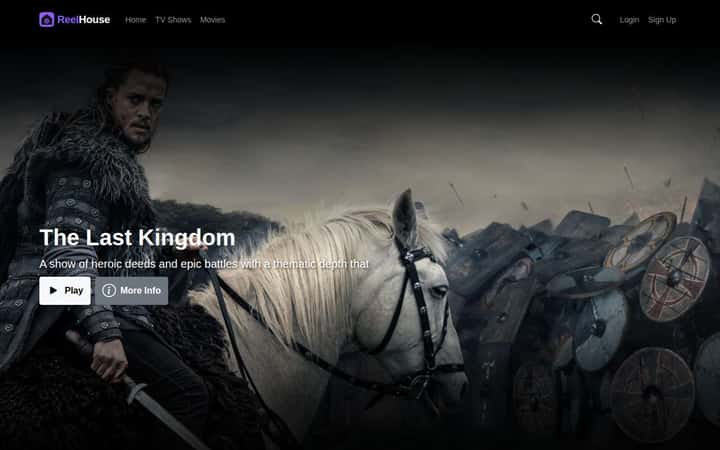 ReelHouse
Home TV Shows Movies
Login Sign Up
The Last Kingdom
A show of heroic deeds and epic battles with a thematic depth that
Play
More Info